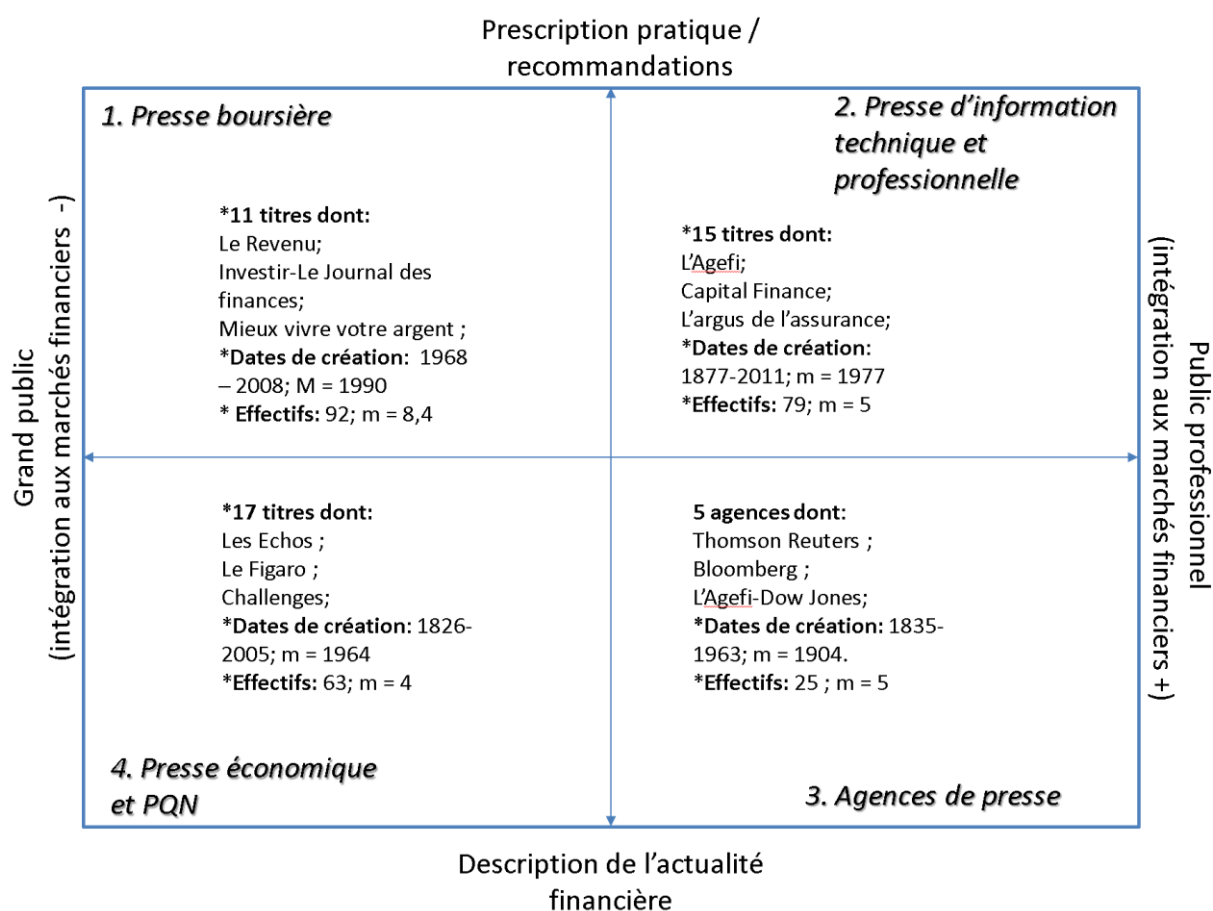 Prescription pratique /
recommandations
1. Presse boursière
2. Presse d'information
technique et
professionnelle
*11 titres dont:
Le Revenu;
Investir-Le Journal des
finances;
Mieux vivre votre argent ;
*Dates de création:  1968
– 2008; M = 1990
* Effectifs: 92; m = 8,4
*15 titres dont:
L'Agefi;
Capital Finance;
L'argus de l'assurance;
*Dates de création:
1877-2011; m = 1977
*Effectifs: 79; m = 5
Grand public
(intégration aux marchés financiers  -)
Public professionnel
(intégration aux marchés financiers +)
*17 titres dont:
Les Echos ;
Le Figaro ;
Challenges;
*Dates de création: 1826-
2005; m = 1964
*Effectifs: 63; m = 4
5 agences dont:
Thomson Reuters ;
Bloomberg ;
L'Agefi-Dow Jones;
*Dates de création: 1835-
1963; m = 1904.
*Effectifs: 25 ; m = 5
4. Presse économique
et PQN
3. Agences de presse
Description de l'actualité
financière